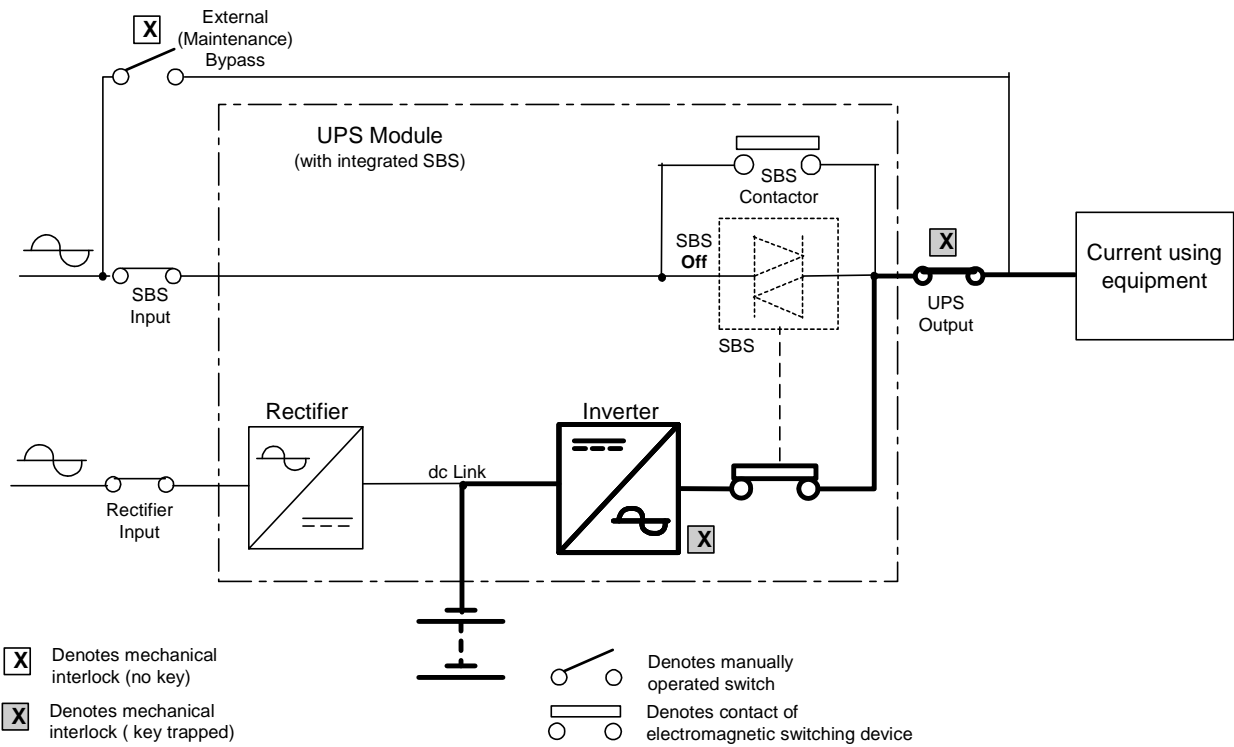 X
External
(Maintenance)
Bypass
UPS Module
(with integrated SBS)
SBS
Contactor
SBS
Off
SBS
X
UPS
Output
Current using
equipment
SBS
Input
Rectifier
Inverter
dc Link
Rectifier
Input
X
X
Denotes mechanical
interlock (no key)
X
Denotes mechanical
interlock ( key trapped)
Denotes manually
operated switch
Denotes contact of
electromagnetic switching device